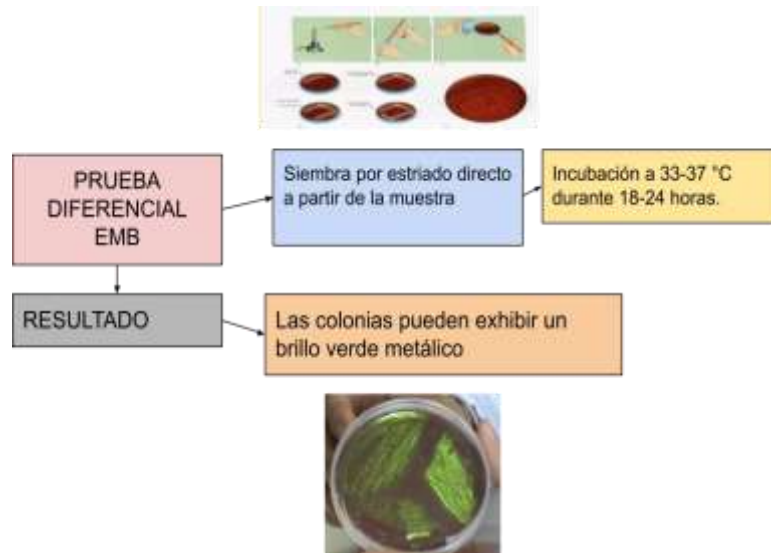 PRUEBA
DIFERENCIAL
EMB
Siembra por estriado directo
a partir de la muestra
Incubación a 33-37 °C
durante 18-24 horas.
RESULTADO
Las colonias pueden exhibir un
brillo verde metálico